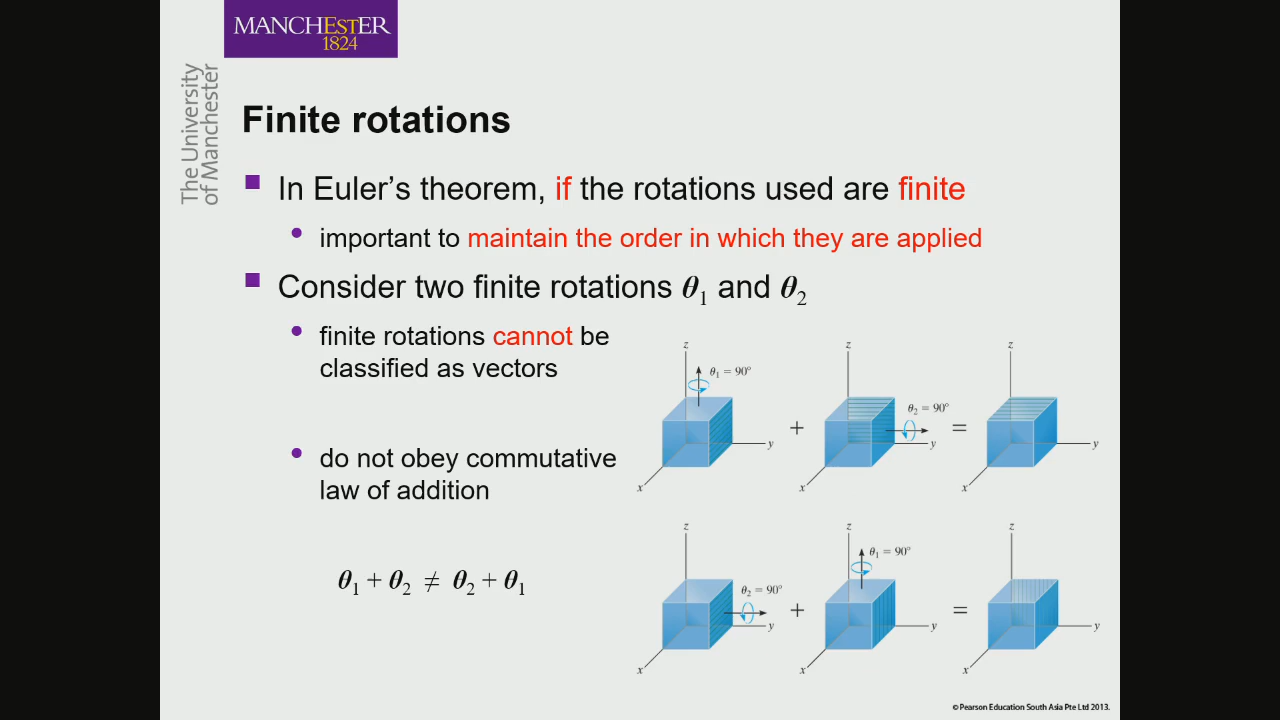 MANCHESTER
1824
The University
of Manchester
Finite rotations
In Euler’s theorem, if the rotations used are finite
important to maintain the order in which they are applied
Consider two finite rotations θ1 and θ2
finite rotations cannot be
classified as vectors
do not obey commutative
law of addition
θ1 + θ2 ≠ θ2 + θ1
z
θ1 = 90°
y
x
+
z
θ2 = 90°
y
x
=
z
y
x
z
θ2 = 90°
y
x
+
z
θ1 = 90°
y
x
=
z
y
x
© Pearson Education South Asia Pte Ltd 2013.